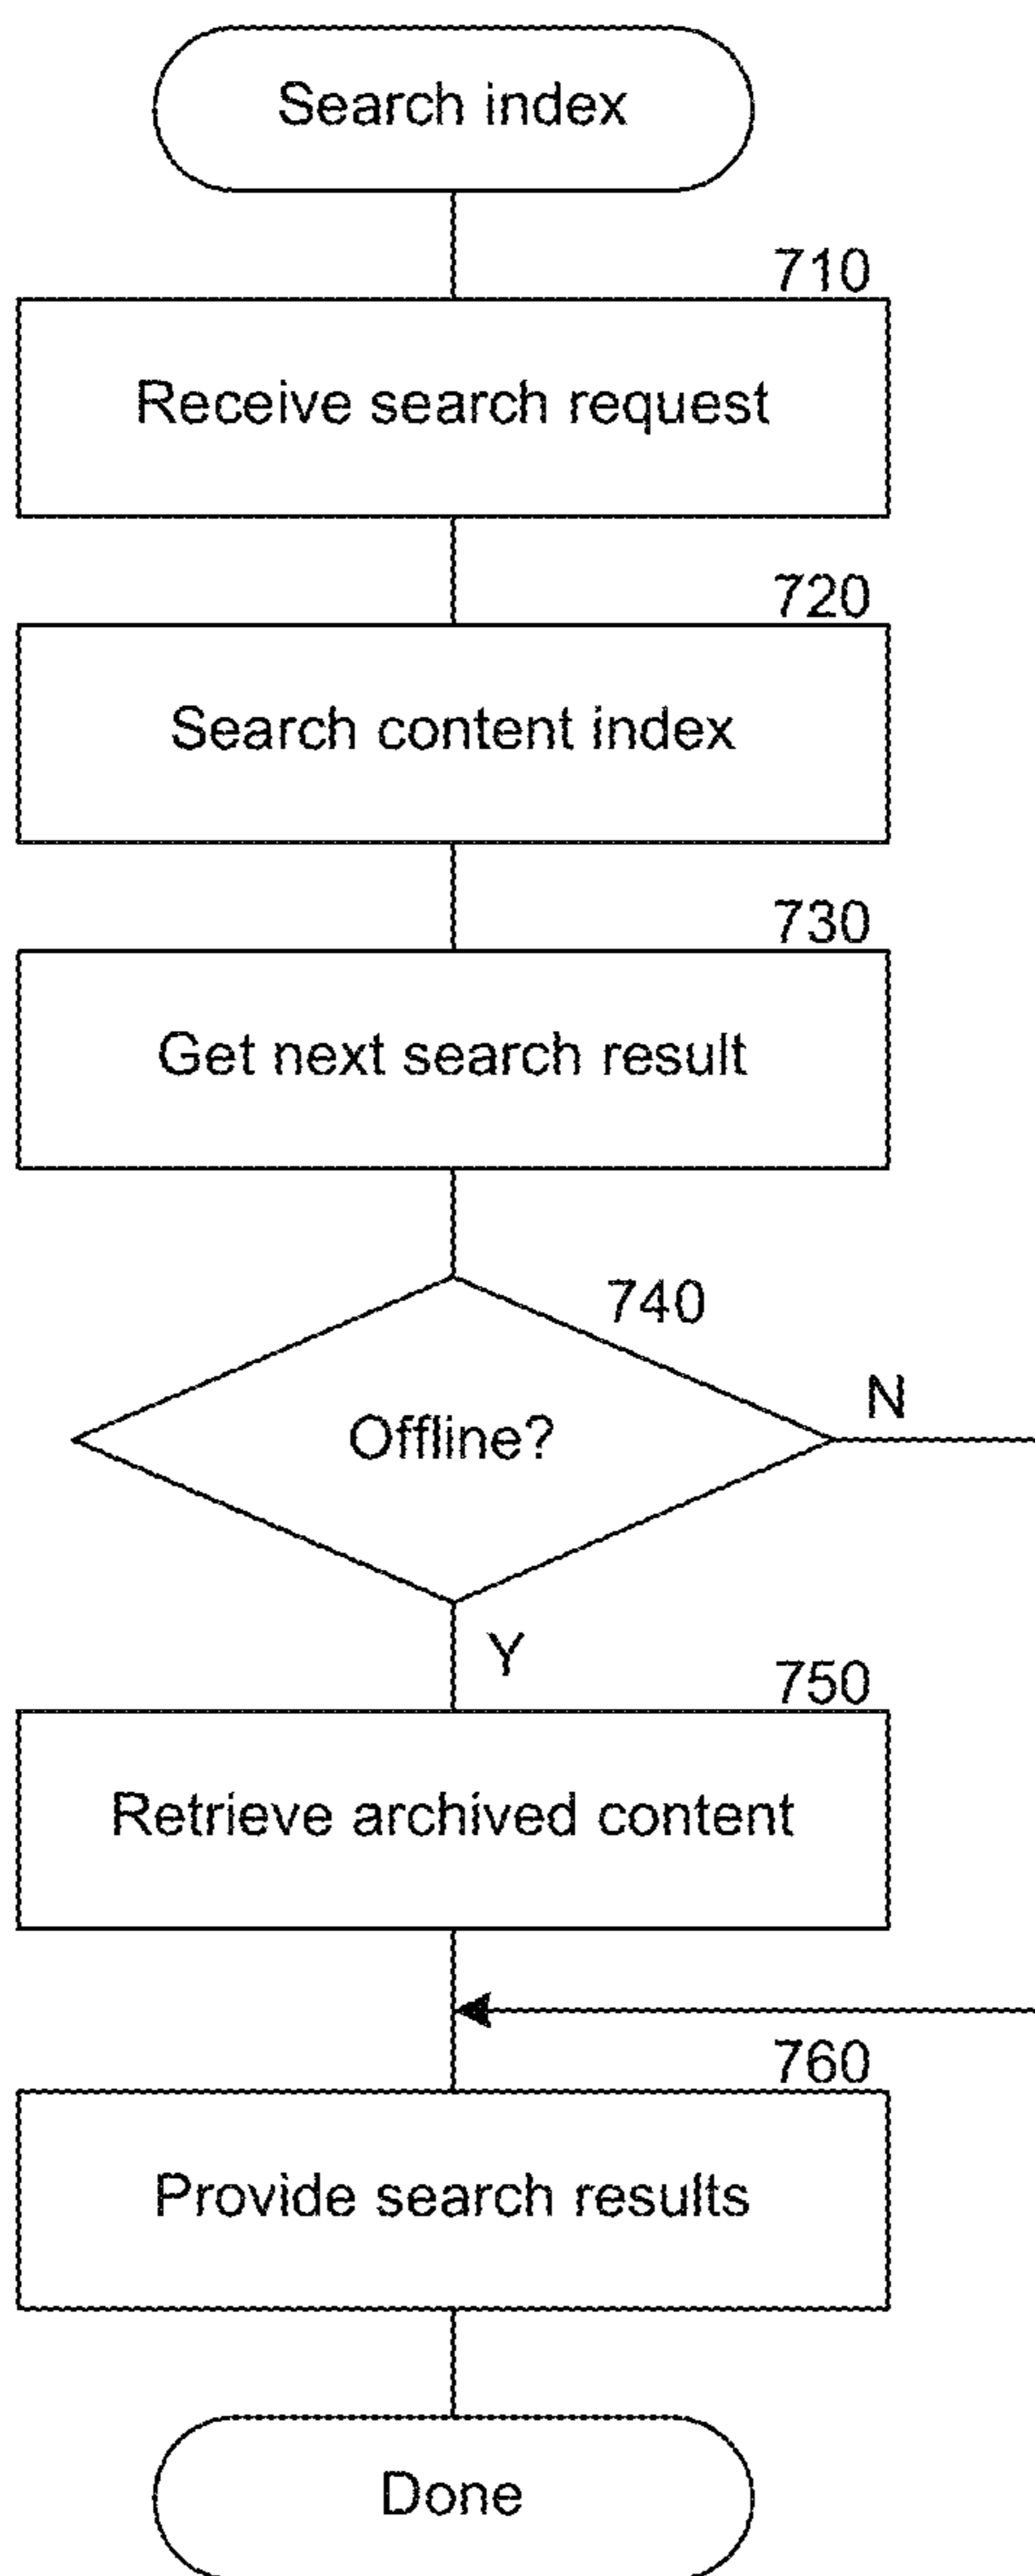 Search index
710
Receive search request
720
Search content index
730
Get next search result
740
Offline?
N
Y
750
Retrieve archived content
760
Provide search results
Done